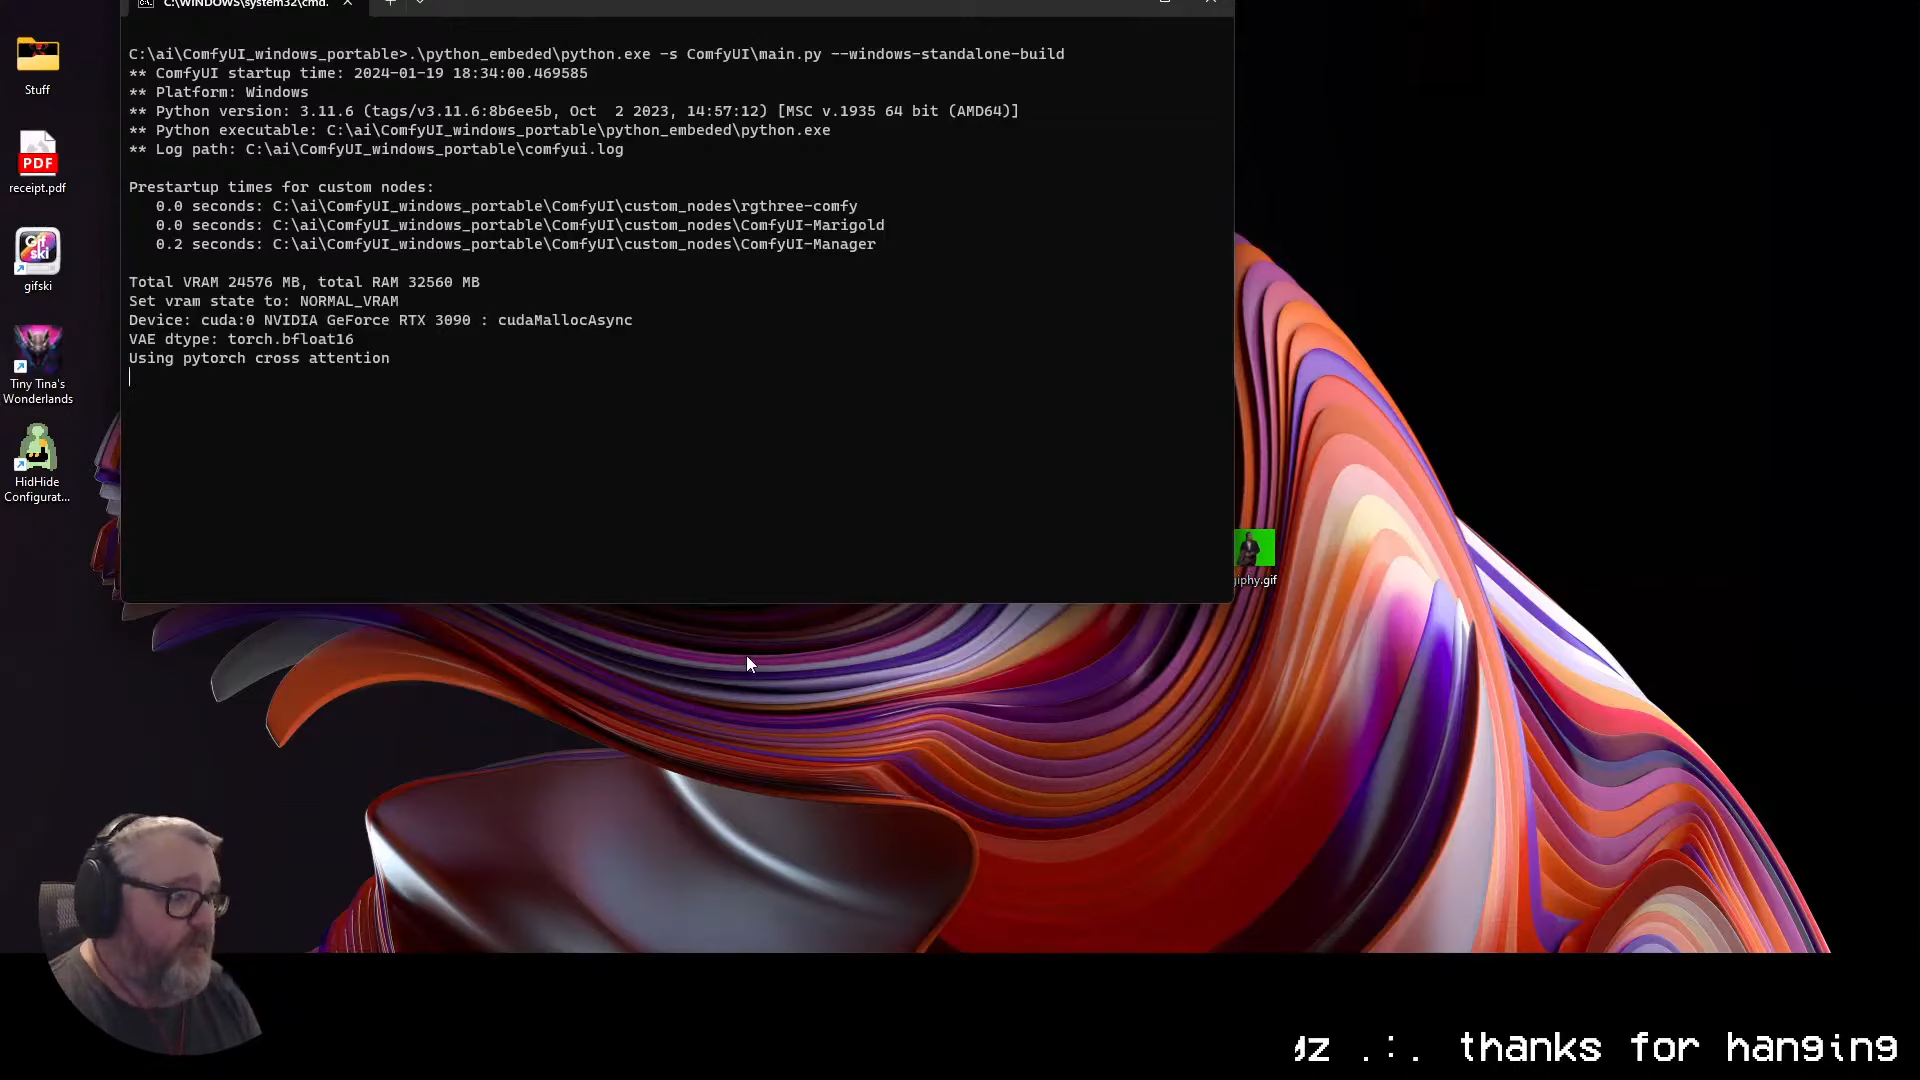 C:\WINDOWS\system32\cmd.
C:\ai\ComfyUI_windows_portable>.\python_embeded\python.exe -s ComfyUI\main.py --windows-standalone-build
** ComfyUI startup time: 2024-01-19 18:34:00.469585
** Platform: Windows
** Python version: 3.11.6 (tags/v3.11.6:8b6ee5b, Oct  2 2023, 14:57:12) [MSC v.1935 64 bit (AMD64)]
** Python executable: C:\ai\ComfyUI_windows_portable\python_embeded\python.exe
** Log path: C:\ai\ComfyUI_windows_portable\comfyui.log
Prestartup times for custom nodes:
0.0 seconds: C:\ai\ComfyUI_windows_portable\ComfyUI\custom_nodes\rgthree-comfy
0.0 seconds: C:\ai\ComfyUI_windows_portable\ComfyUI\custom_nodes\ComfyUI-Marigold
0.2 seconds: C:\ai\ComfyUI_windows_portable\ComfyUI\custom_nodes\ComfyUI-Manager
Total VRAM 24576 MB, total RAM 32560 MB
Set vram state to: NORMAL_VRAM
Device: cuda:0 NVIDIA GeForce RTX 3090 : cudaMallocAsync
VAE dtype: torch.bfloat16
Using pytorch cross attention
Stuff
PDF
receipt.pdf
Gif
ski
gifski
Tiny Tina's
Wonderlands
HidHide
Configurat...
giphy.gif
z .:. thanks for hanging